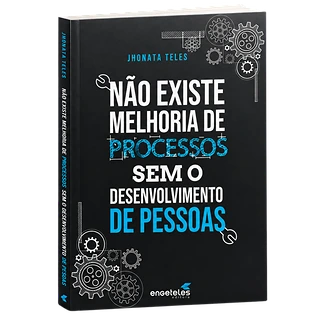 JHONATA TELES
NÃO EXISTE
MELHORIA DE
PROCESSOS
SEM O
DESENVOLVIMENTO
DE PESSOAS
engeteles
editora
JHONATA TELES
NÃO EXISTE MELHORIA DE PROCESSOS SEM O DESENVOLVIMENTO DE PESSOAS